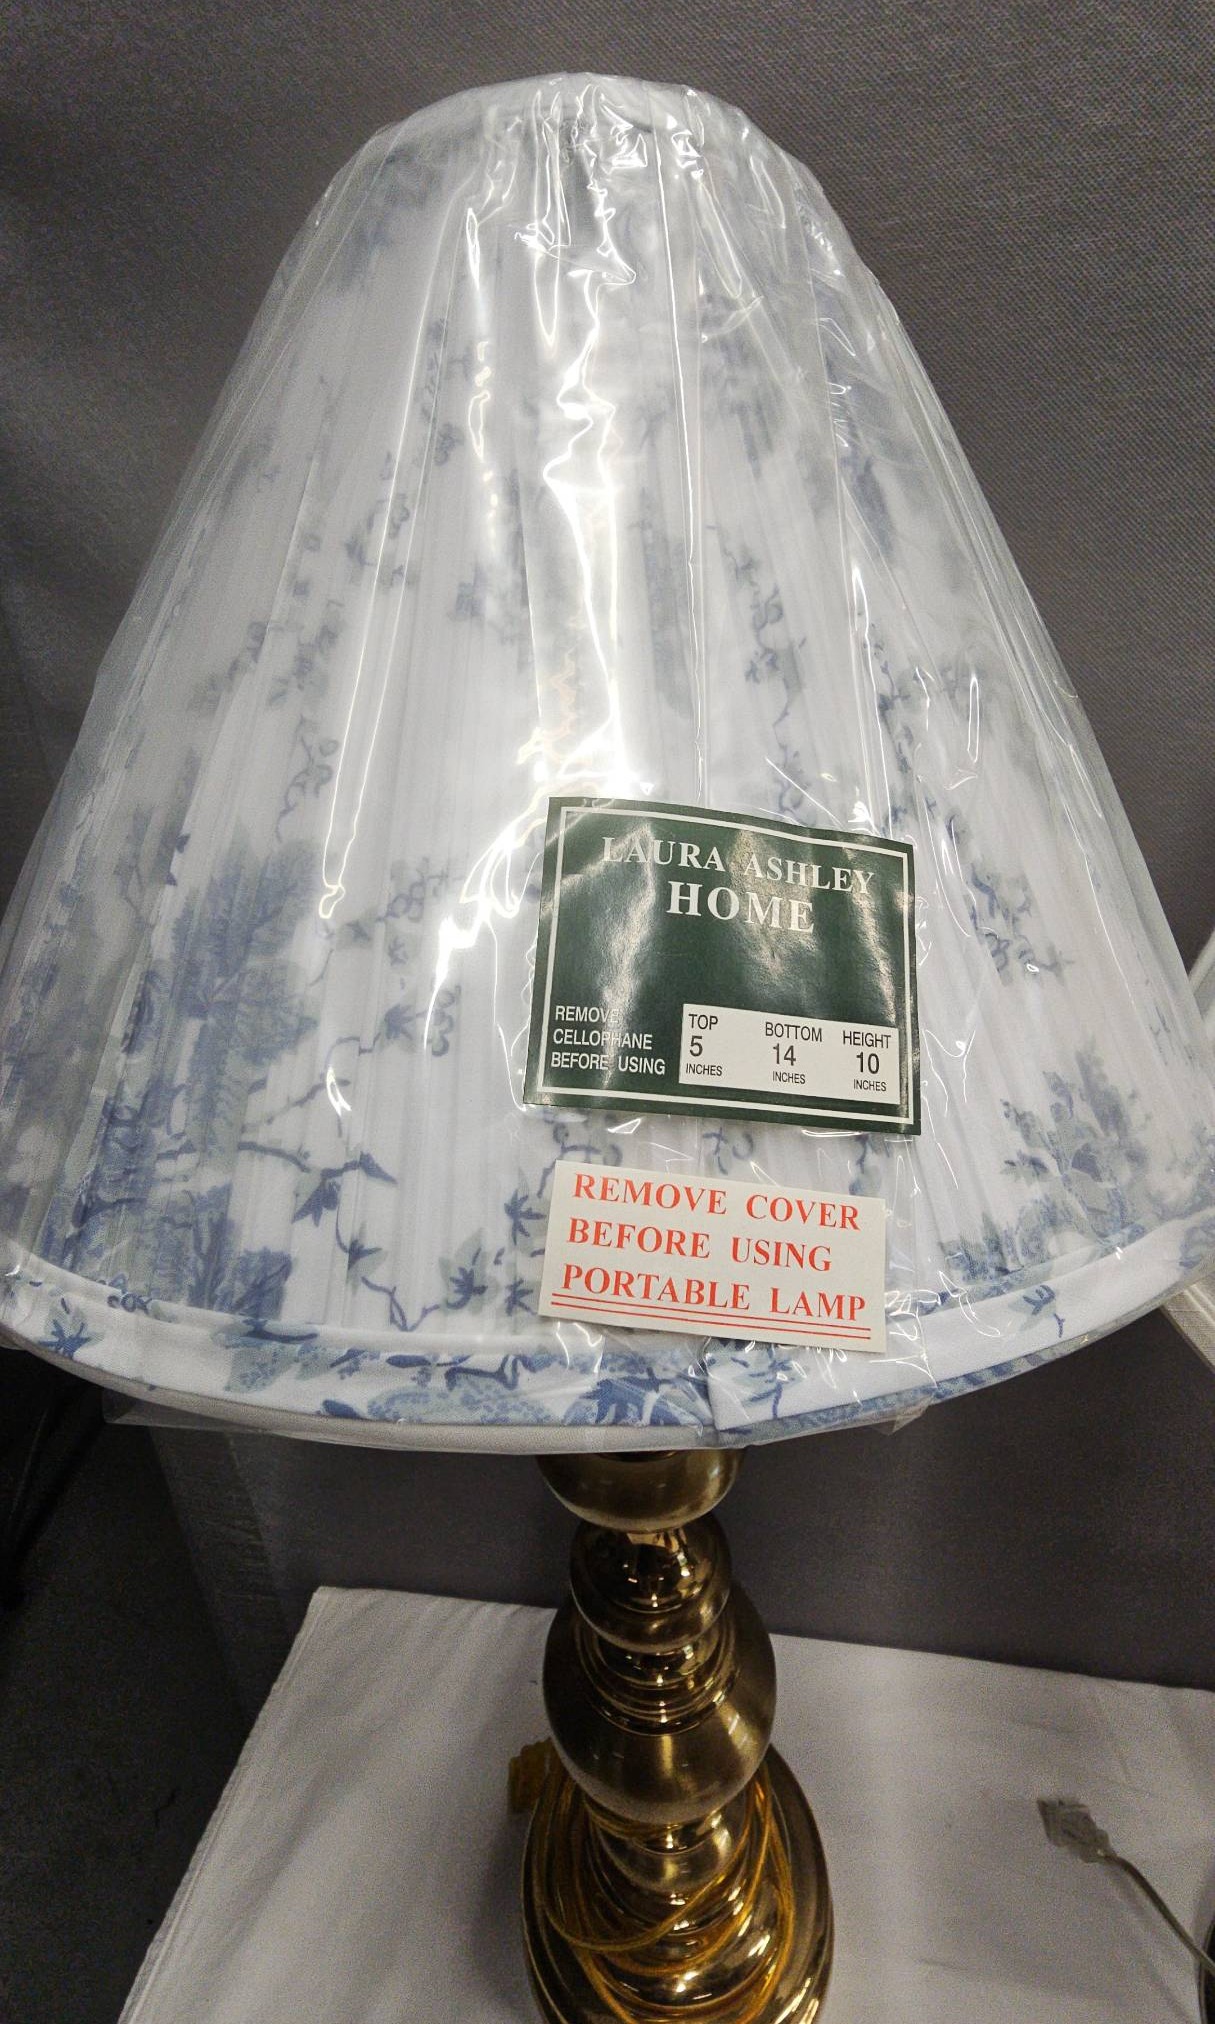 LAURA ASHLEY
HOME
REMOVE
CELLOPHANE
BEFORE USING
TOP
5
INCHES
BOTTOM
14
INCHES
HEIGHT
10
INCHES
REMOVE COVER
BEFORE USING
PORTABLE LAMP